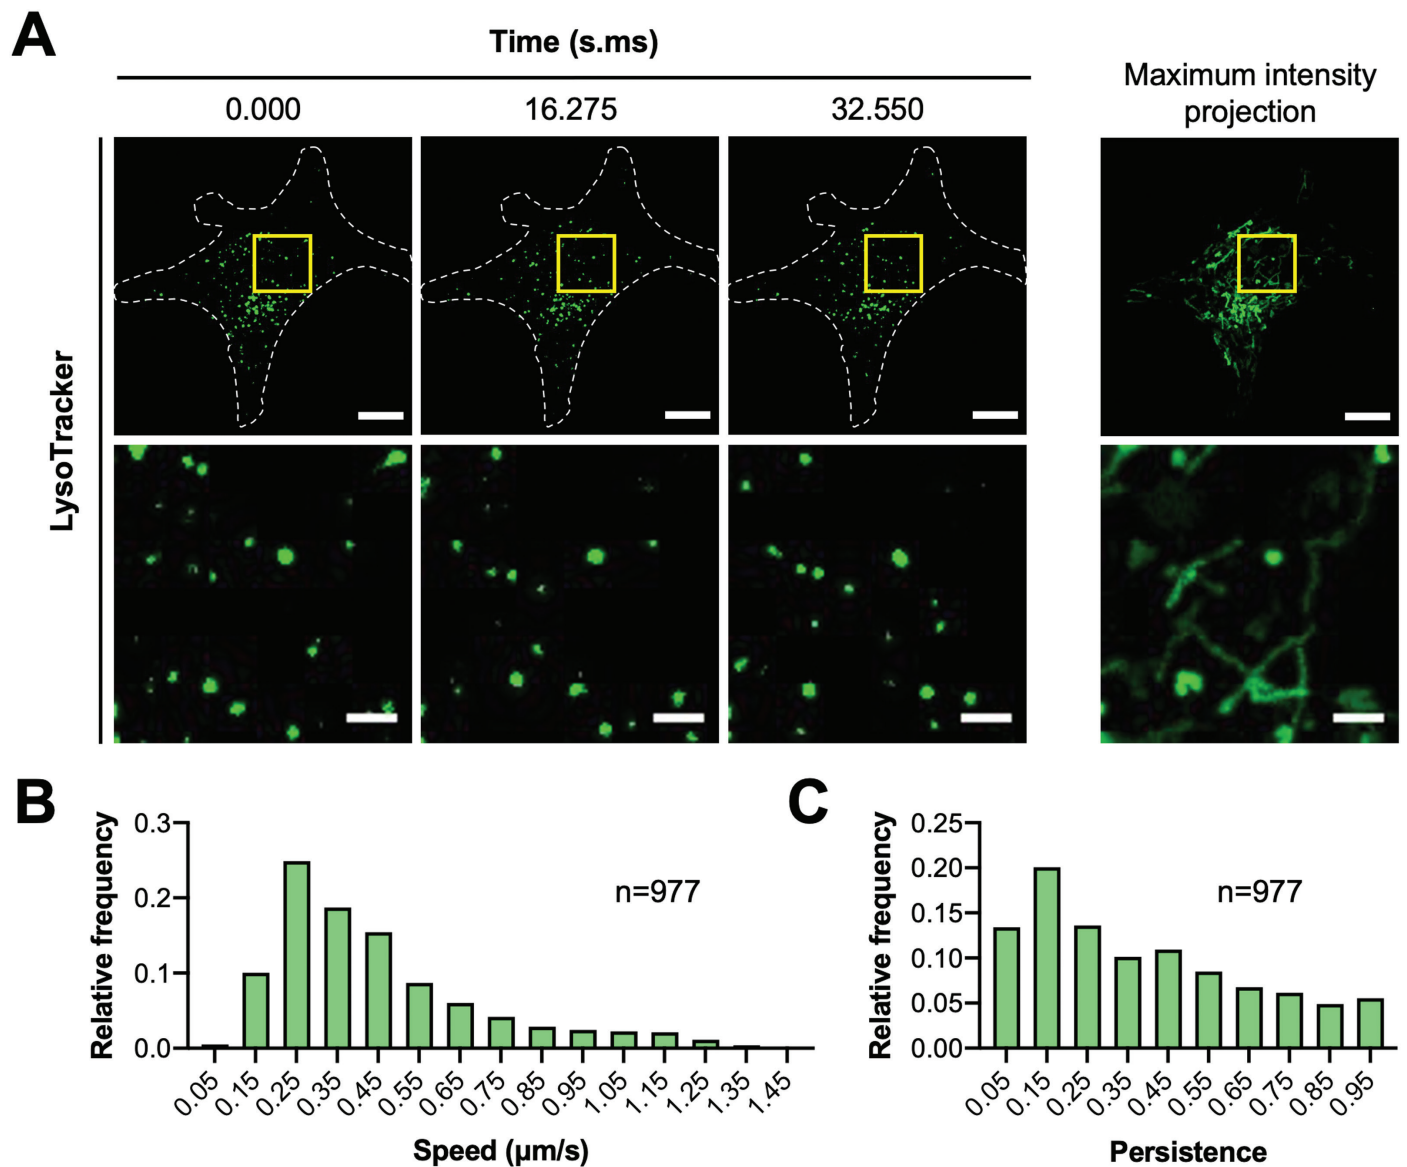 A
Time (s.ms)
0.000 16.275 32.550
Maximum intensity
projection
LysoTracker
B
Relative frequency
0.3
0.2
0.1
0.0
n=977
0.05 0.15 0.25 0.35 0.45 0.55 0.65 0.75 0.85 0.95 1.05 1.15 1.25 1.35 1.45
Speed (µm/s)
C
Relative frequency
0.25
0.20
0.15
0.10
0.05
0.00
n=977
0.05 0.15 0.25 0.35 0.45 0.55 0.65 0.75 0.85 0.95
Persistence